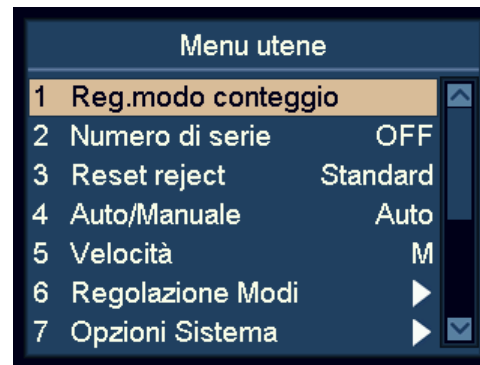 Menu utene
1 Reg.modo conteggio
2 Numero di serie OFF
3 Reset reject Standard
4 Auto/Manuale Auto
5 Velocità M
6 Regolazione Modi
7 Opzioni Sistema